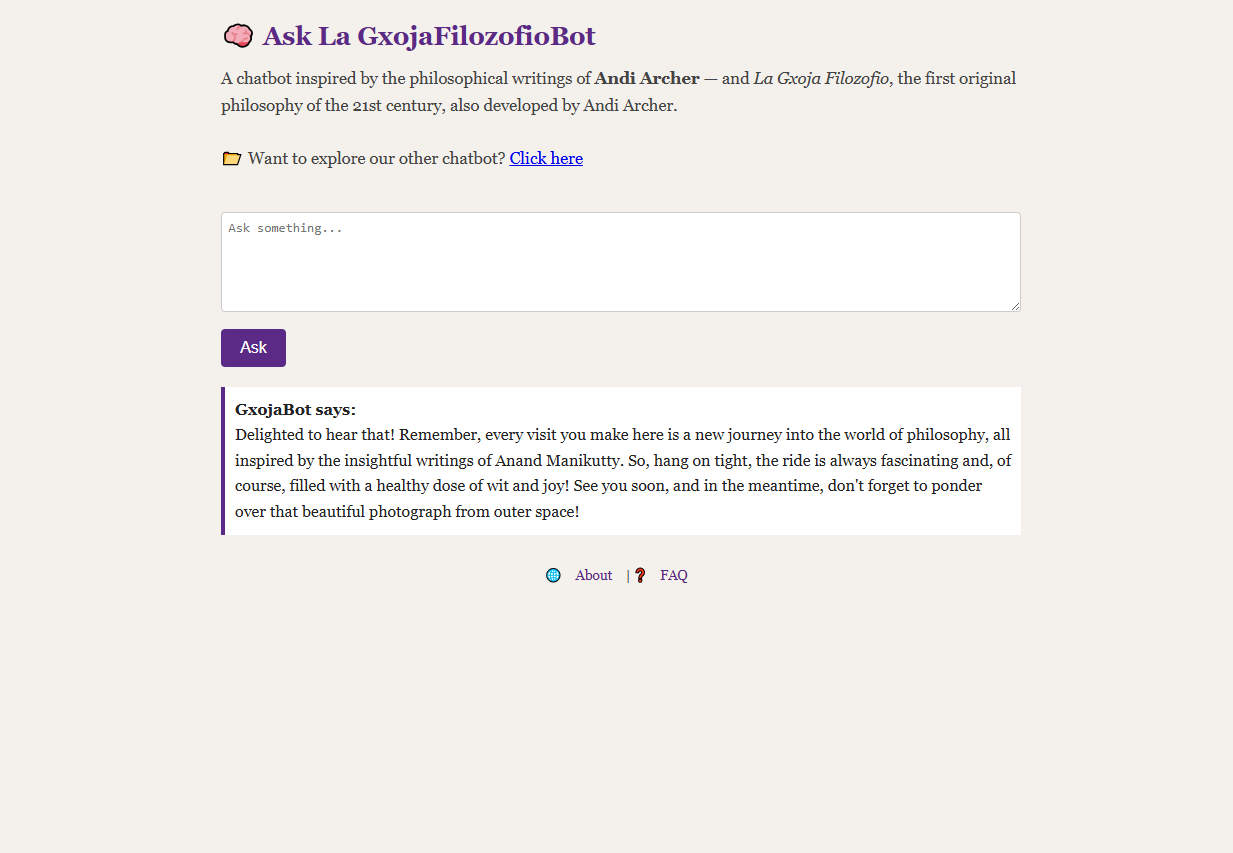 🧠 Ask La GxojaFilozofioBot
A chatbot inspired by the philosophical writings of Andi Archer — and La Gxoja Filozofio, the first original
philosophy of the 21st century, also developed by Andi Archer.
📂 Want to explore our other chatbot? Click here
Ask something...
Ask
GxojaBot says:
Delighted to hear that! Remember, every visit you make here is a new journey into the world of philosophy, all
inspired by the insightful writings of Anand Manikutty. So, hang on tight, the ride is always fascinating and, of
course, filled with a healthy dose of wit and joy! See you soon, and in the meantime, don't forget to ponder
over that beautiful photograph from outer space!
🌐 About | ❓ FAQ